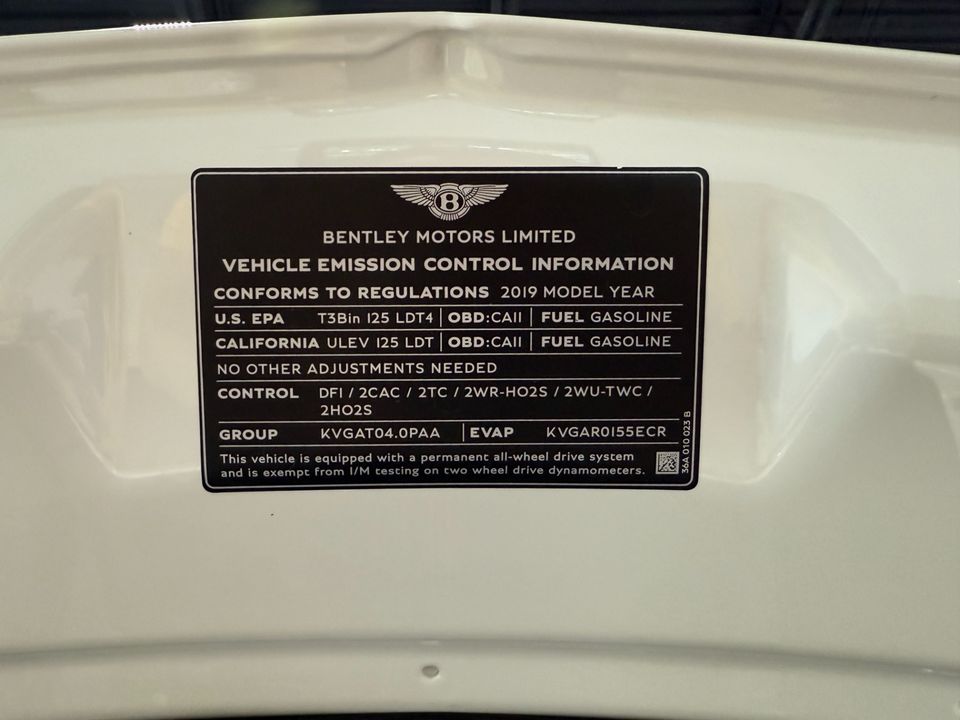 B
BENTLEY MOTORS LIMITED
VEHICLE EMISSION CONTROL INFORMATION
CONFORMS TO REGULATIONS 2019 MODEL YEAR
U.S. EPA T3Bin 125 LDT4 | OBD:CAII | FUEL GASOLINE
CALIFORNIA ULEV 125 LDT | OBD:CAII | FUEL GASOLINE
NO OTHER ADJUSTMENTS NEEDED
CONTROL DFI / 2CAC / 2TC / 2WR-HO2S / 2WU-TWC /
2HO2S
GROUP KVGAT04.0PAA | EVAP KVGAR0155ECR
This vehicle is equipped with a permanent all-wheel drive system
and is exempt from I/M testing on two wheel drive dynamometers.
36A 010 023 B